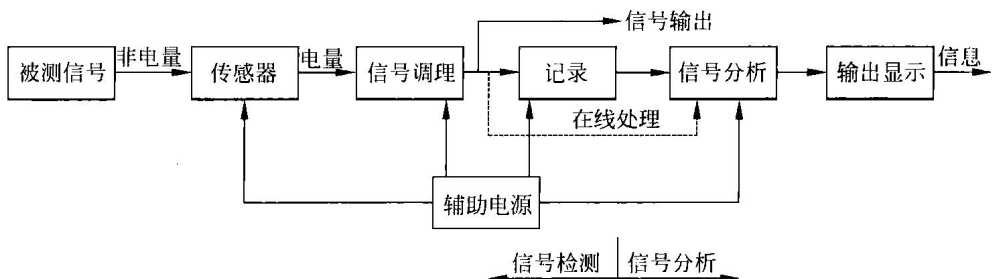 信号输出
被测信号
非电量
传感器
电量
信号调理
记录
信号分析
输出显示
信息
在线处理
辅助电源
信号检测
信号分析